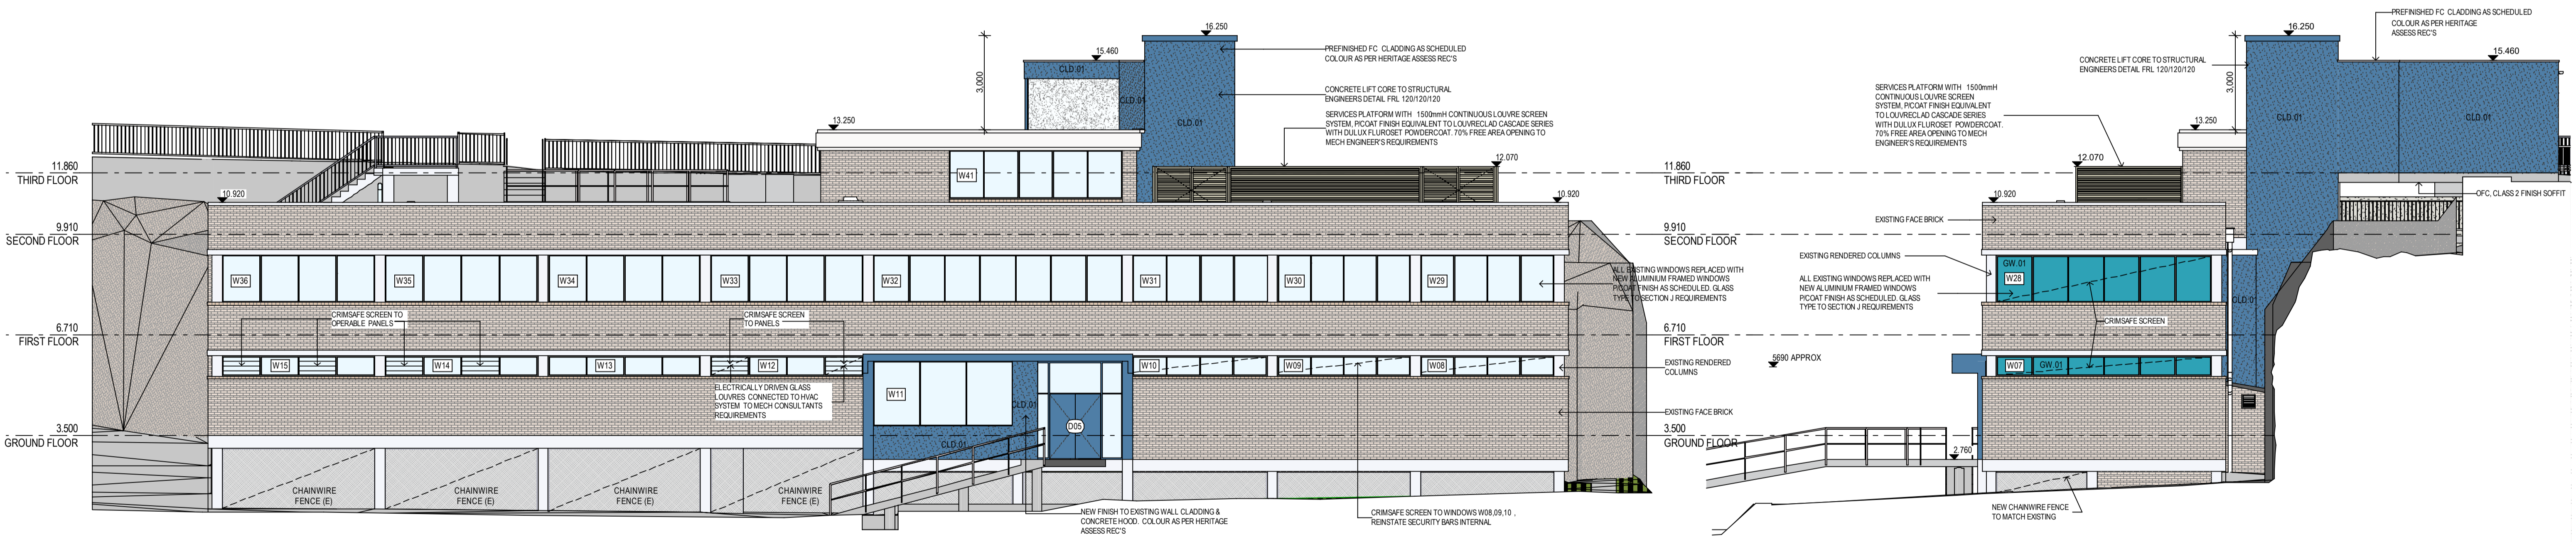 16.250
15.460
CLD.01
CLD.01
CLD.01
3,000
13.250
PREFINISHED FC CLADDING AS SCHEDULED
COLOUR AS PER HERITAGE ASSESS REC'S
CONCRETE LIFT CORE TO STRUCTURAL
ENGINEERS DETAIL FRL 120/120/120
SERVICES PLATFORM WITH 1500mmH CONTINUOUS LOUVRE SCREEN
SYSTEM, P/COAT FINISH EQUIVALENT TO LOUVRECLAD CASCADE SERIES
WITH DULUX FLUROSET POWDERCOAT. 70% FREE AREA OPENING TO
MECH ENGINEER'S REQUIREMENTS
12.070
11.860
THIRD FLOOR
10.920
W41
10.920
9.910
SECOND FLOOR
W36
W35
W34
W33
W32
W31
W30
W29
ALL EXISTING WINDOWS REPLACED WITH
NEW ALUMINIUM FRAMED WINDOWS
P/COAT FINISH AS SCHEDULED. GLASS
TYPE TO SECTION J REQUIREMENTS
CRIMSAFE SCREEN TO
OPERABLE PANELS
CRIMSAFE SCREEN
TO PANELS
6.710
FIRST FLOOR
W15
W14
W13
W12
W11
W10
W09
W08
EXISTING RENDERED
COLUMNS
ELECTRICALLY DRIVEN GLASS
LOUVRES CONNECTED TO HVAC
SYSTEM TO MECH CONSULTANTS
REQUIREMENTS
CLD.01
CLD.01
D05
EXISTING FACE BRICK
3.500
GROUND FLOOR
CHAINWIRE
FENCE (E)
CHAINWIRE
FENCE (E)
CHAINWIRE
FENCE (E)
CHAINWIRE
FENCE (E)
NEW FINISH TO EXISTING WALL CLADDING &
CONCRETE HOOD. COLOUR AS PER HERITAGE
ASSESS REC'S
CRIMSAFE SCREEN TO WINDOWS W08,09,10 .
REINSTATE SECURITY BARS INTERNAL
PREFINISHED FC CLADDING AS SCHEDULED
COLOUR AS PER HERITAGE
ASSESS REC'S
16.250
15.460
CONCRETE LIFT CORE TO STRUCTURAL
ENGINEERS DETAIL FRL 120/120/120
3,000
SERVICES PLATFORM WITH 1500mmH
CONTINUOUS LOUVRE SCREEN
SYSTEM, P/COAT FINISH EQUIVALENT
TO LOUVRECLAD CASCADE SERIES
WITH DULUX FLUROSET POWDERCOAT.
70% FREE AREA OPENING TO MECH
ENGINEER'S REQUIREMENTS
CLD.01
CLD.01
13.250
12.070
11.860
THIRD FLOOR
OFC, CLASS 2 FINISH SOFFIT
10.920
EXISTING FACE BRICK
9.910
SECOND FLOOR
EXISTING RENDERED COLUMNS
GW.01
W28
ALL EXISTING WINDOWS REPLACED WITH
NEW ALUMINIUM FRAMED WINDOWS
P/COAT FINISH AS SCHEDULED. GLASS
TYPE TO SECTION J REQUIREMENTS
CRIMSAFE SCREEN
6.710
FIRST FLOOR
5690 APPROX
W07
GW.01
3.500
GROUND FLOOR
2.760
NEW CHAINWIRE FENCE
TO MATCH EXISTING